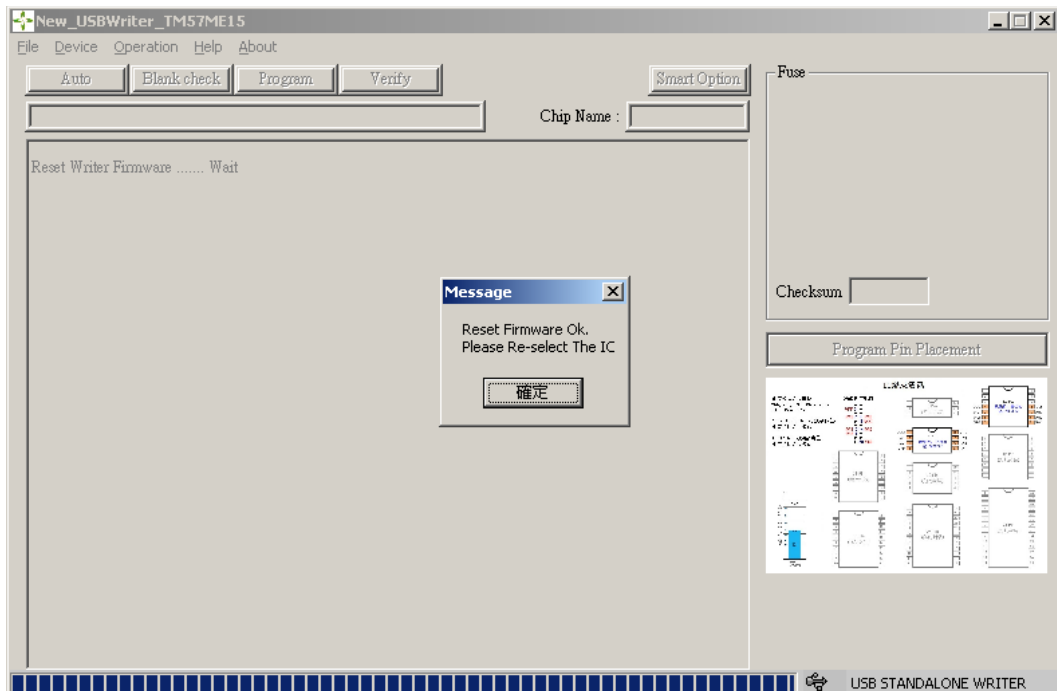 New_USBWriter_TM57ME15
File Device Operation Help About
Auto Blank check Program Verify Smart Option
Chip Name :
Reset Writer Firmware ....... Wait
Message
Reset Firmware Ok.
Please Re-select The IC
確定
Fuse
Checksum
Program Pin Placement
USB STANDALONE WRITER